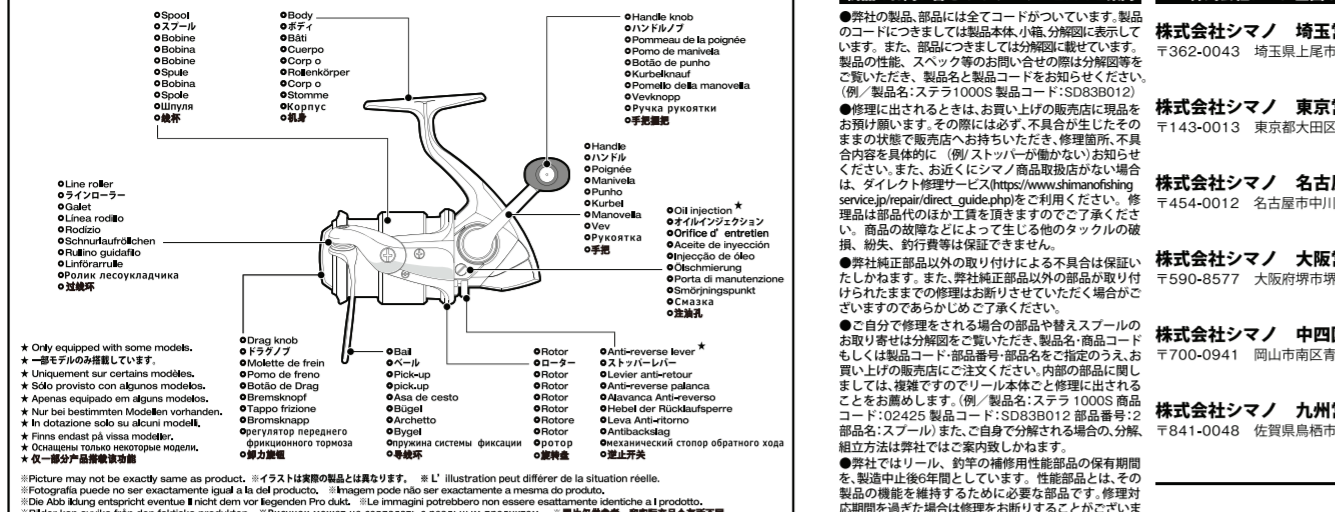 Spool
スプール
Bobine
Bobina
Bobine
Spule
Bobina
Spole
Шпуля
线杯
Body
ボディ
Bâti
Cuerpo
Corp o
Rollenkörper
Corp o
Stomme
Корпус
机身
Handle knob
ハンドルノブ
Pommeau de la poignée
Pomo de manivela
Botão de punho
Kurbelknauf
Pomello della manovella
Vevknopp
Ручка рукоятки
手把握把
Handle
ハンドル
Poignée
Manivela
Punho
Kurbel
Manovella
Vev
Рукоятка
手把
Line roller
ラインローラー
Galet
Línea rodillo
Rodízio
Schnurlaufröllchen
Rullino guidafilo
Linförarrulle
Ролик лесоукладчика
过线环
Oil injection ★
オイルインジェクション
Orifice d' entretien
Aceite de inyección
Injecção de óleo
Ölschmierung
Porta di manutenzione
Smörjningspunkt
Смазка
注油孔
Drag knob
ドラグノブ
Molette de frein
Pomo de freno
Botão de Drag
Bremsknopf
Tappo frizione
Bromsknapp
регулятор переднего
фрикционного тормоза
卸力旋钮
Bail
ベール
Pick-up
pick.up
Asa de cesto
Bügel
Archetto
Bygel
пружина системы фиксации
导线环
Rotor
ローター
Rotor
Rotor
Rotor
Rotor
Rotore
Rotor
ротор
旋转盘
Anti-reverse lever ★
ストッパーレバー
Levier anti-retour
Anti-reverse palanca
Alavanca Anti-reverso
Hebel der Rücklaufsperre
Leva Anti-ritorno
Antibackslag
механический стопор обратного хода
逆止开关
★ Only equipped with some models.
★ 一部モデルのみ搭載しています。
★ Uniquement sur certains modèles.
★ Sólo provisto con algunos modelos.
★ Apenas equipado em alguns modelos.
★ Nur bei bestimmten Modellen vorhanden.
★ In dotazione solo su alcuni modelli.
★ Finns endast på vissa modeller.
★ Оснащены только некоторые модели.
★ 仅一部分产品搭载该功能
※Picture may not be exactly same as product. ※イラストは実際の製品とは異なります。 ※ L' illustration peut différer de la situation réelle.
※Fotografía puede no ser exactamente igual a la del producto. ※Imagem pode não ser exactamente a mesma do produto.
※Die Abb ildung entspricht eventue ll nicht dem vor liegenden Pro dukt. ※Le immagini potrebbero non essere esattamente identiche a l prodotto.
●弊社の製品、部品には全てコードがついています。製品
のコードにつきましては製品本体、小箱、分解図に表示して
います。また、部品につきましては分解図に載せています。
製品の性能、スペック等のお問い合せの際は分解図等を
ご覧いただき、製品名と製品コードをお知らせください。
(例／製品名:ステラ1000S 製品コード:SD83B012)
●修理に出されるときは、お買い上げの販売店に現品を
お預け願います。その際には必ず、不具合が生じたその
ままの状態で販売店へお持ちいただき、修理箇所、不具
合内容を具体的に (例/ ストッパーが働かない)お知らせ
ください。また、お近くにシマノ商品取扱店がない場合
は、ダイレクト修理サービス(https://www.shimanofishing
service.jp/repair/direct_guide.php)をご利用ください。修
理品は部品代のほか工賃を頂きますのでご了承くださ
い。商品の故障などによって生じる他のタックルの破
損、紛失、釣行費等は保証できません。
●弊社純正部品以外の取り付けによる不具合は保証い
たしかねます。また、弊社純正部品以外の部品が取り付
けられたままでの修理はお断りさせていただく場合がご
ざいますのであらかじめご了承ください。
●ご自分で修理をされる場合の部品や替えスプールの
お取り寄せは分解図をご覧いただき、製品名・商品コード
もしくは製品コード・部品番号・部品名をご指定のうえ、お
買い上げの販売店にご注文ください。内部の部品に関し
ましては、複雑ですのでリール本体ごと修理に出される
ことをお薦めします。(例／製品名:ステラ 1000S 商品
コード:02425 製品コード:SD83B012 部品番号:2
部品名:スプール)また、ご自身で分解される場合の、分解、
組立方法は弊社ではご案内致しかねます。
●弊社ではリール、釣竿の補修用性能部品の保有期間
を、製造中止後6年間としています。性能部品とは、その
製品の機能を維持するために必要な部品です。修理対
応期間を過ぎた場合は修理をお断りすることがございま
株式会社シマノ 埼玉
〒362-0043 埼玉県上尾市
株式会社シマノ 東京
〒143-0013 東京都大田区
株式会社シマノ 名古
〒454-0012 名古屋市中川
株式会社シマノ 大阪
〒590-8577 大阪府堺市堺
株式会社シマノ 中四
〒700-0941 岡山市南区青
株式会社シマノ 九州
〒841-0048 佐賀県鳥栖市